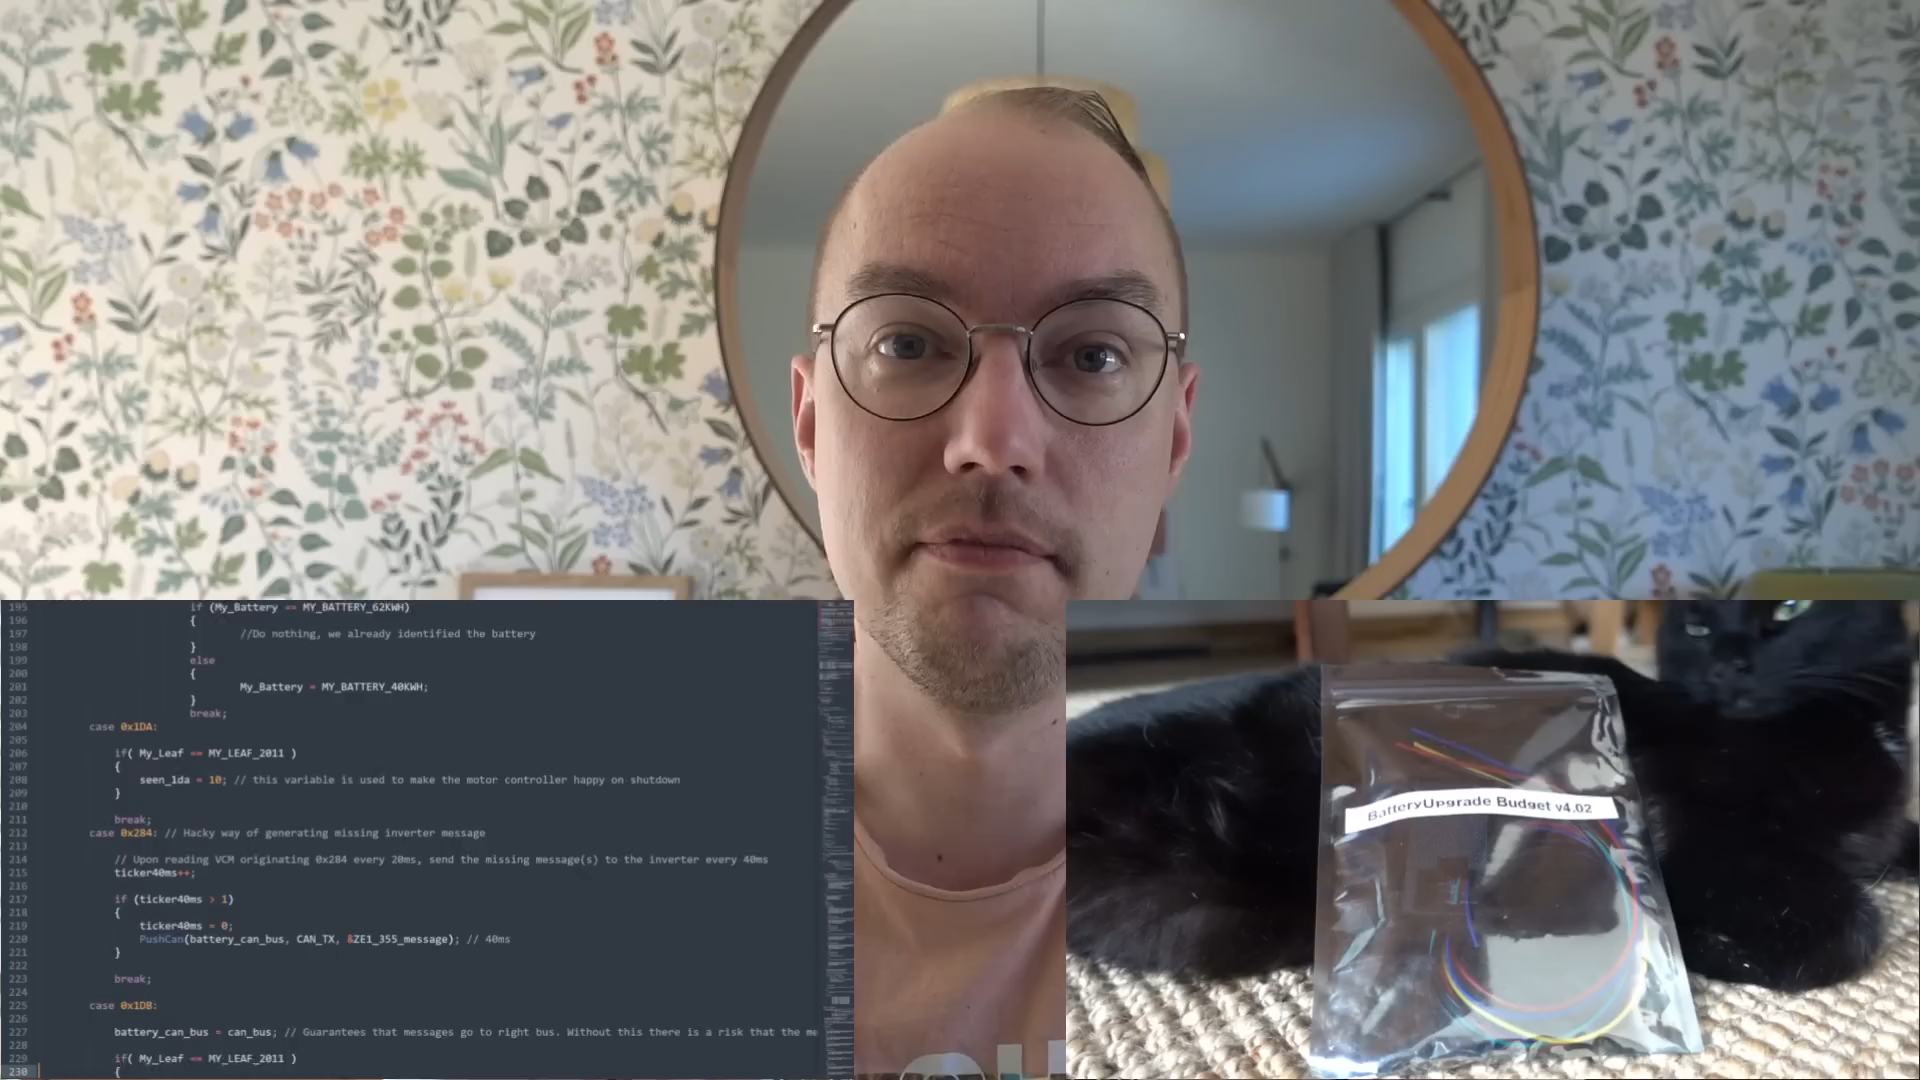 195 if (My_Battery == MY_BATTERY_62KWH)
196 {
197 //Do nothing, we already identified the battery
198 }
199 else
200 {
201 My_Battery = MY_BATTERY_40KWH;
202 }
203 break;
204 case 0x1DA:
205
206 if( My_Leaf == MY_LEAF_2011 )
207 {
208 seen_1da = 10; // this variable is used to make the motor controller happy on shutdown
209 }
210
211 break;
212 case 0x284: // Hacky way of generating missing inverter message
213
214 // Upon reading VCM originating 0x284 every 20ms, send the missing message(s) to the inverter every 40ms
215 ticker40ms++;
216
217 if (ticker40ms > 1)
218 {
219 ticker40ms = 0;
220 PushCan(battery_can_bus, CAN_TX, &ZE1_355_message); // 40ms
221 }
222
223 break;
224
225 case 0x1DB:
226
227 battery_can_bus = can_bus; // Guarantees that messages go to right bus. Without this there is a risk that the me
228
229 if( My_Leaf == MY_LEAF_2011 )
230 {
BatteryUpgrade Budget v4.02